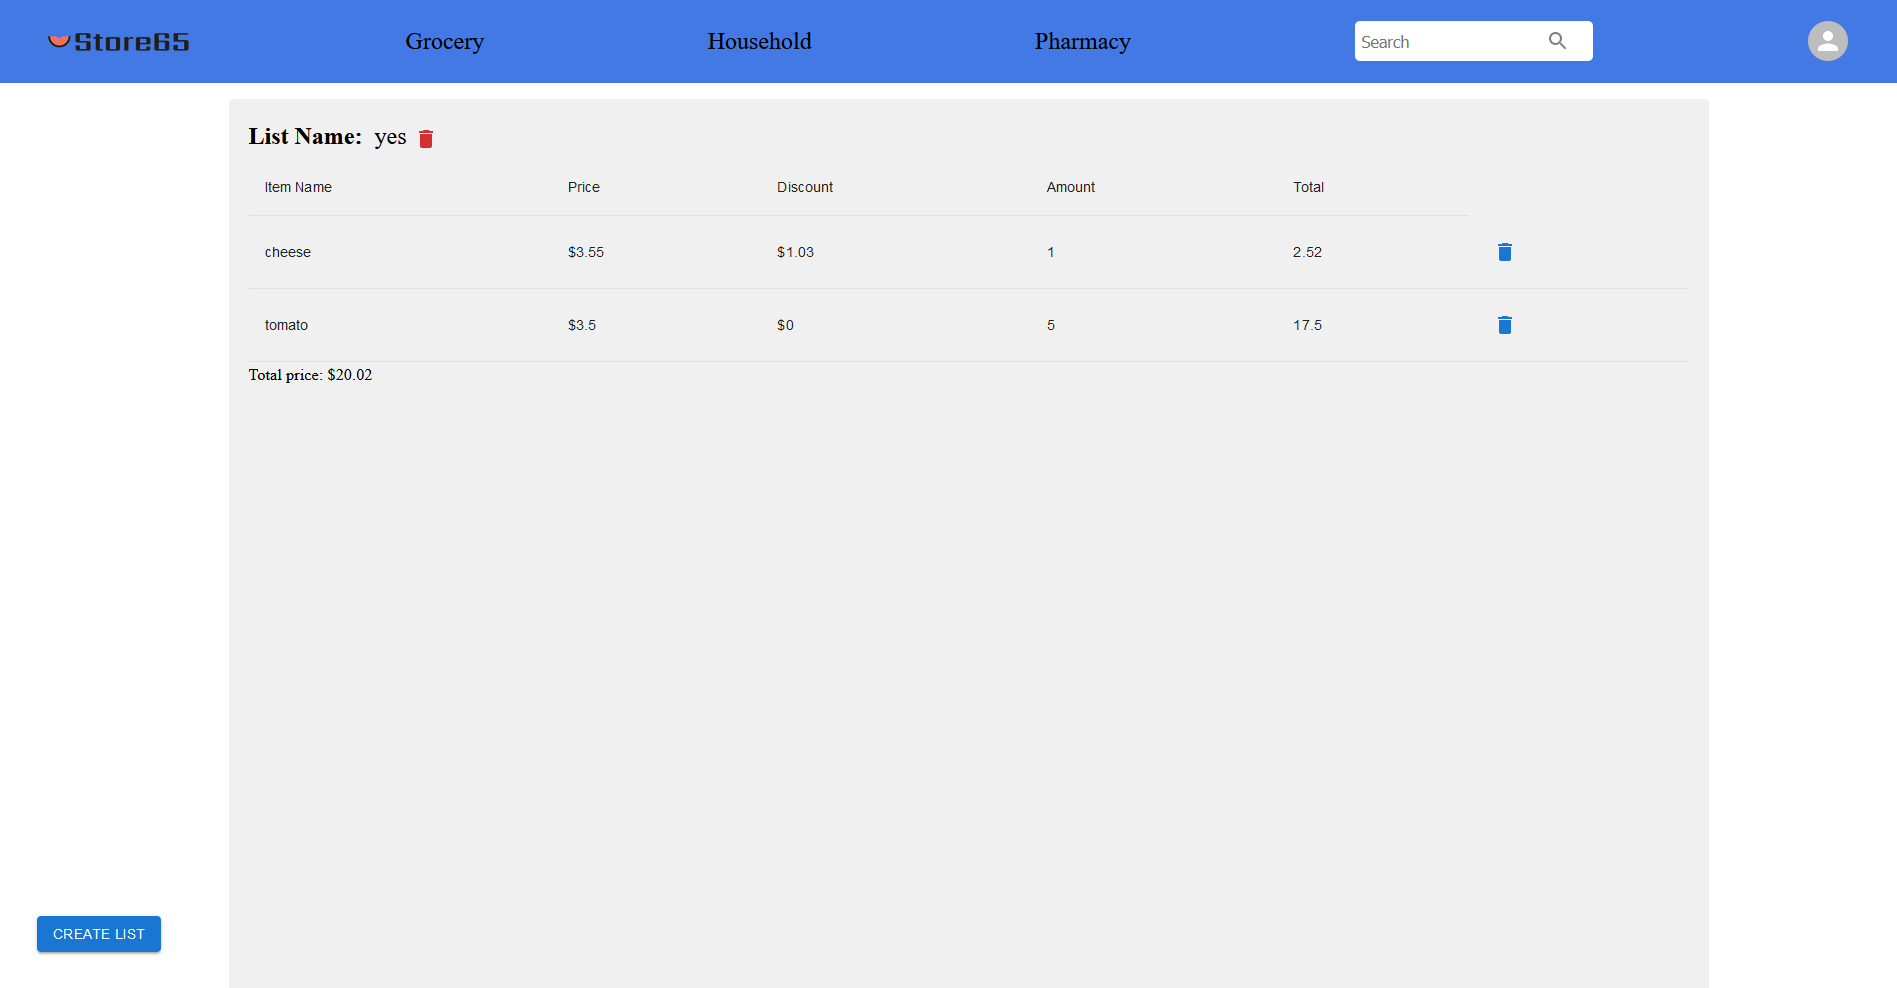 Store65 Grocery Household Pharmacy Search
List Name: yes
Item Name Price Discount Amount Total
cheese $3.55 $1.03 1 2.52
tomato $3.5 $0 5 17.5
Total price: $20.02
CREATE LIST